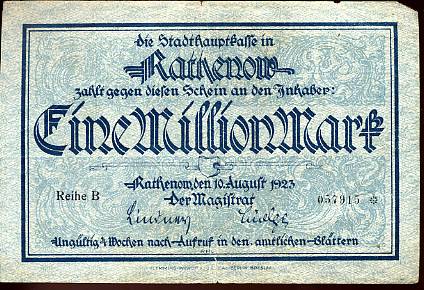 die Stadthauptkasse in
Rathenow
zahlt gegen diesen Schein an den Inhaber:
Eine Million Mark
Rathenow, den 10. August 1923
Reihe B
Der Magistrat
057915 *
Lindner
Ungültig 4 Wochen nach Aufruf in den amtlichen Blättern